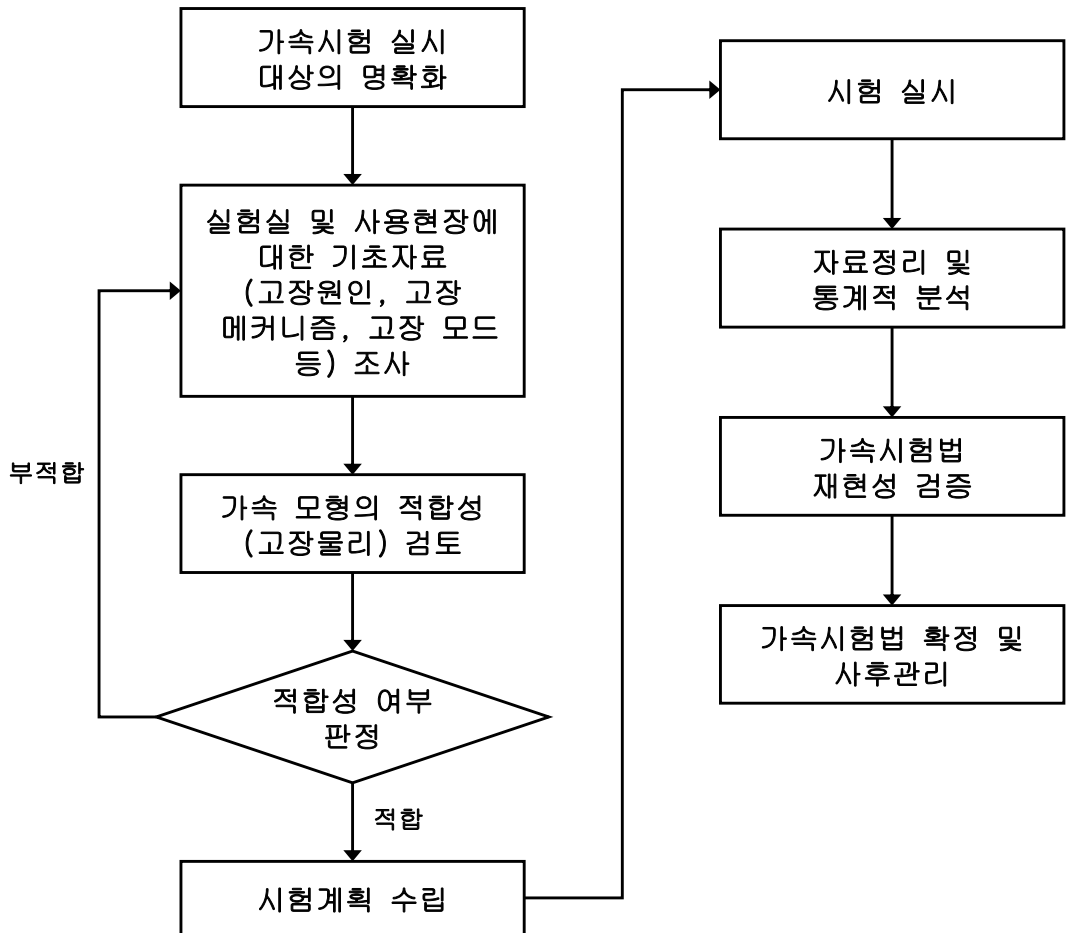 가속시험 실시
대상의 명확화
실험실 및 사용현장에
대한 기초자료
(고장원인, 고장
메커니즘, 고장 모드
등) 조사
부적합
가속 모형의 적합성
(고장물리) 검토
적합성 여부
판정
적합
시험계획 수립
시험 실시
자료정리 및
통계적 분석
가속시험법
재현성 검증
가속시험법 확정 및
사후관리